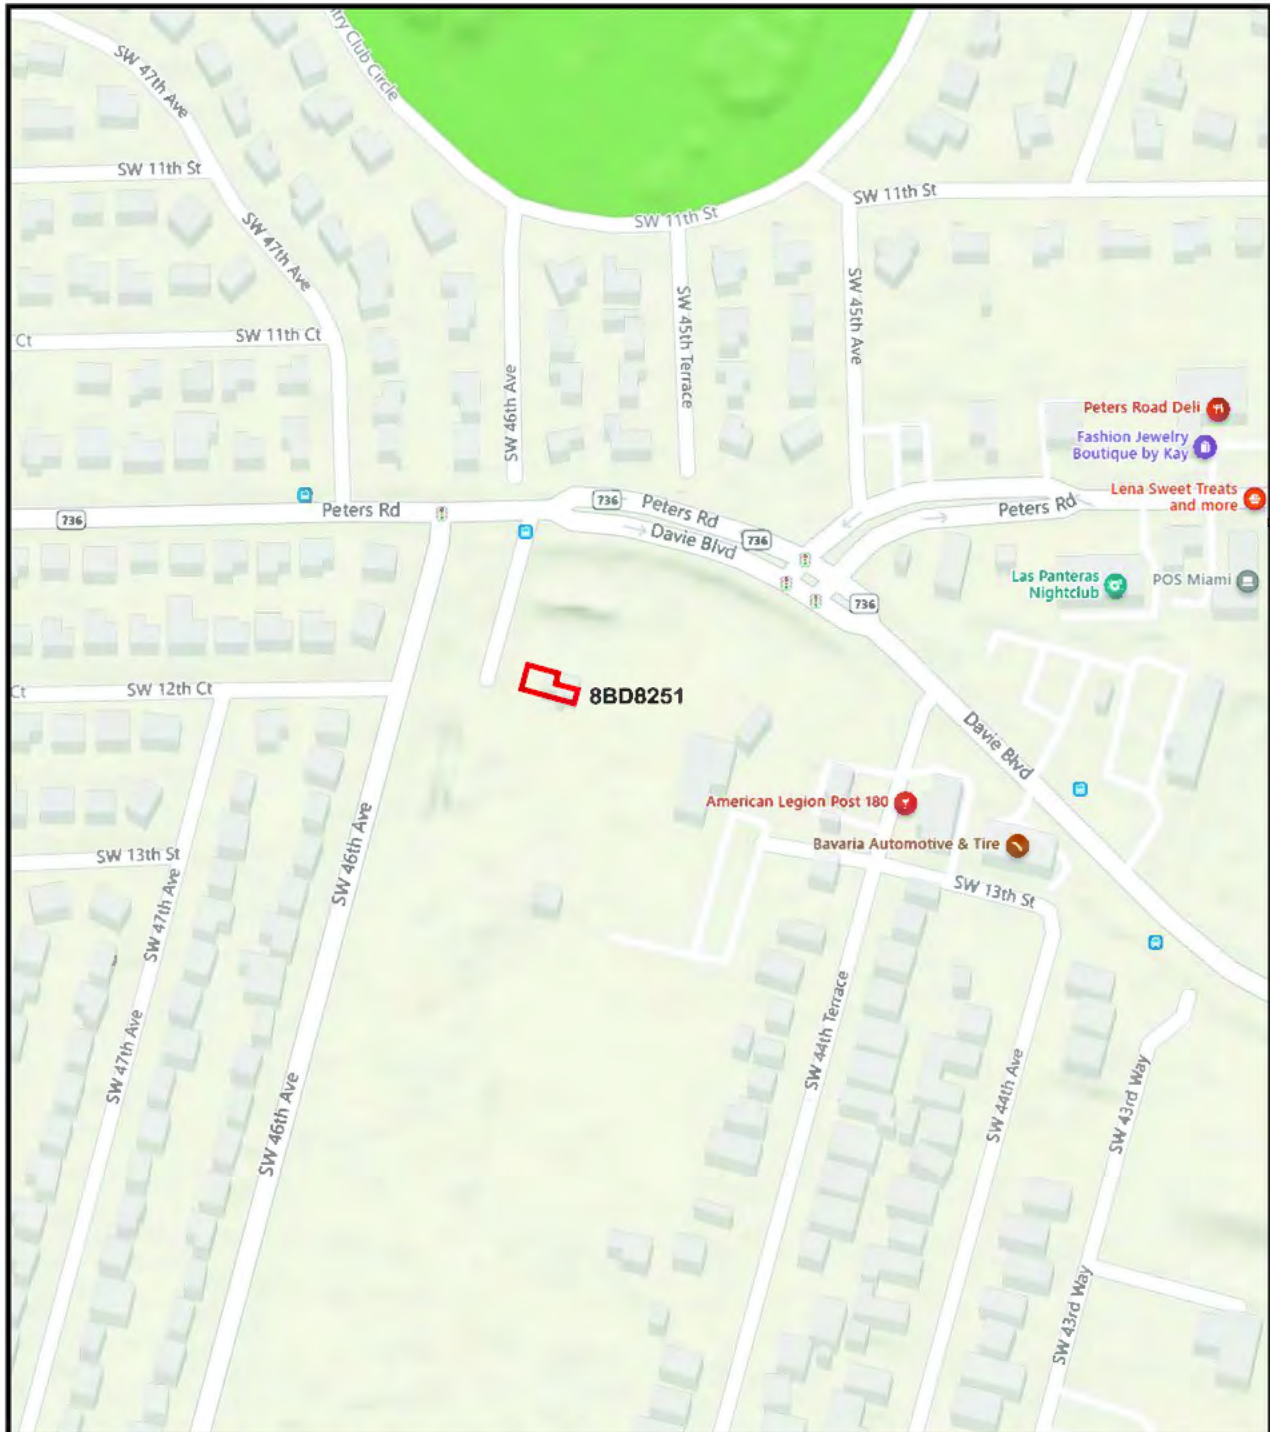 SW 47th Ave
try Club Circle
SW 11th St
SW 11th St
SW 11th St
SW 47th Ave
SW 11th Ct
Ct
SW 46th Ave
SW 45th Terrace
SW 45th Ave
Peters Road Deli
Fashion Jewelry
Boutique by Kay
Lena Sweet Treats
and more
736
Peters Rd
736
Peters Rd
Davie Blvd
736
Peters Rd
736
Las Panteras
Nightclub
POS Miami
Ct
SW 12th Ct
8BD8251
Davie Blvd
American Legion Post 180
Bavaria Automotive & Tire
SW 13th St
SW 46th Ave
SW 47th Ave
SW 13th St
SW 44th Terrace
SW 47th Ave
SW 46th Ave
SW 44th Ave
SW 43rd Way
SW 43rd Way